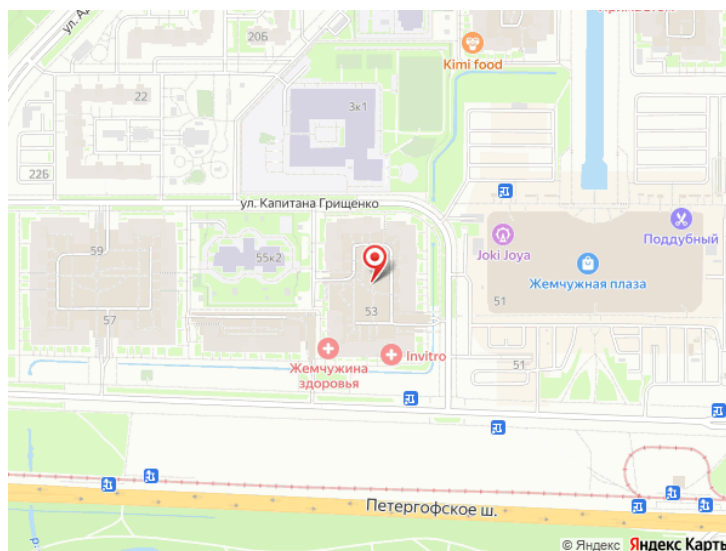 ул. Ад
20Б
Kimi food
22
3к1
22Б
ул. Капитана Грищенко
59
55к2
Joki Joya
Поддубный
Жемчужная плаза
51
57
53
Жемчужина
здоровья
Invitro
51
Петергофское ш.
© Яндекс Яндекс Карты